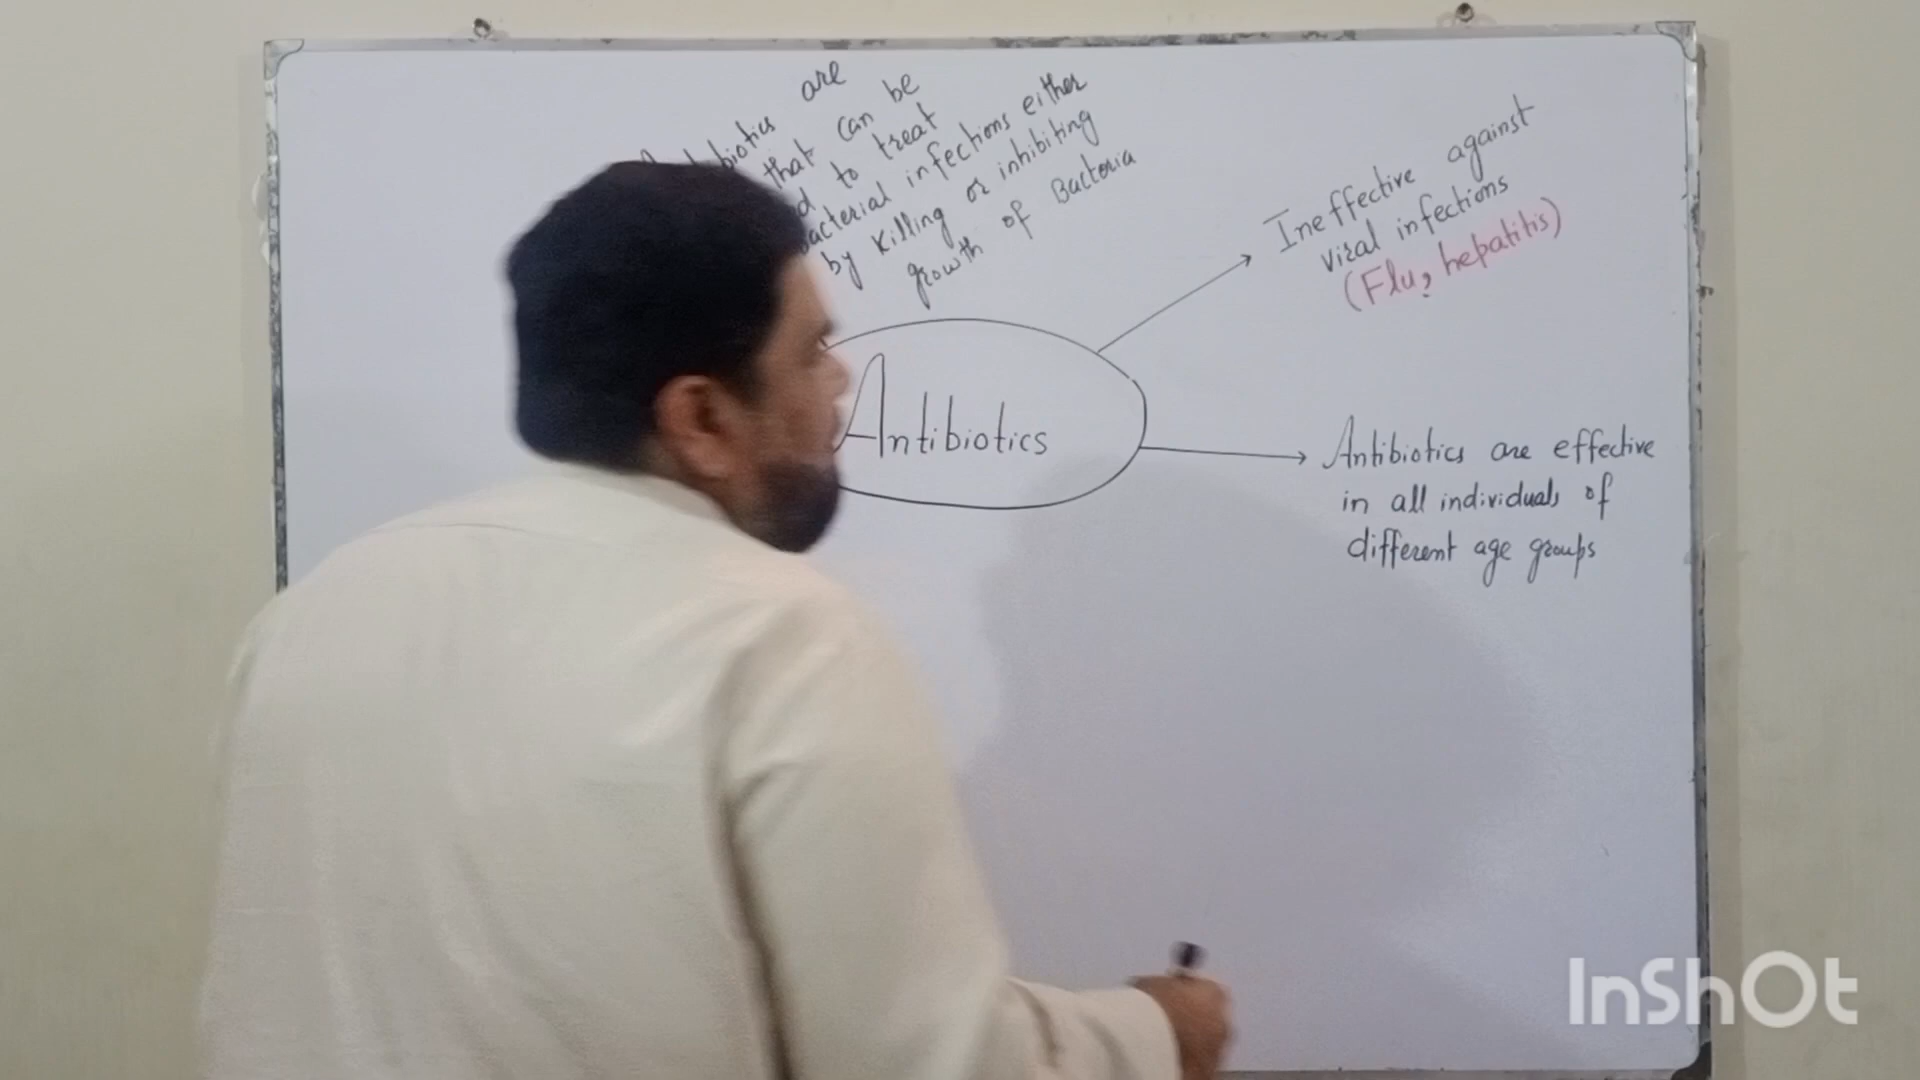 are
that can be
to treat
bacterial infections either
by killing or inhibiting
growth of Bacteria
Antibiotics
Ineffective against
viral infections
(Flu, hepatitis)
Antibiotics are effective
in all individuals of
different age groups
InShOt